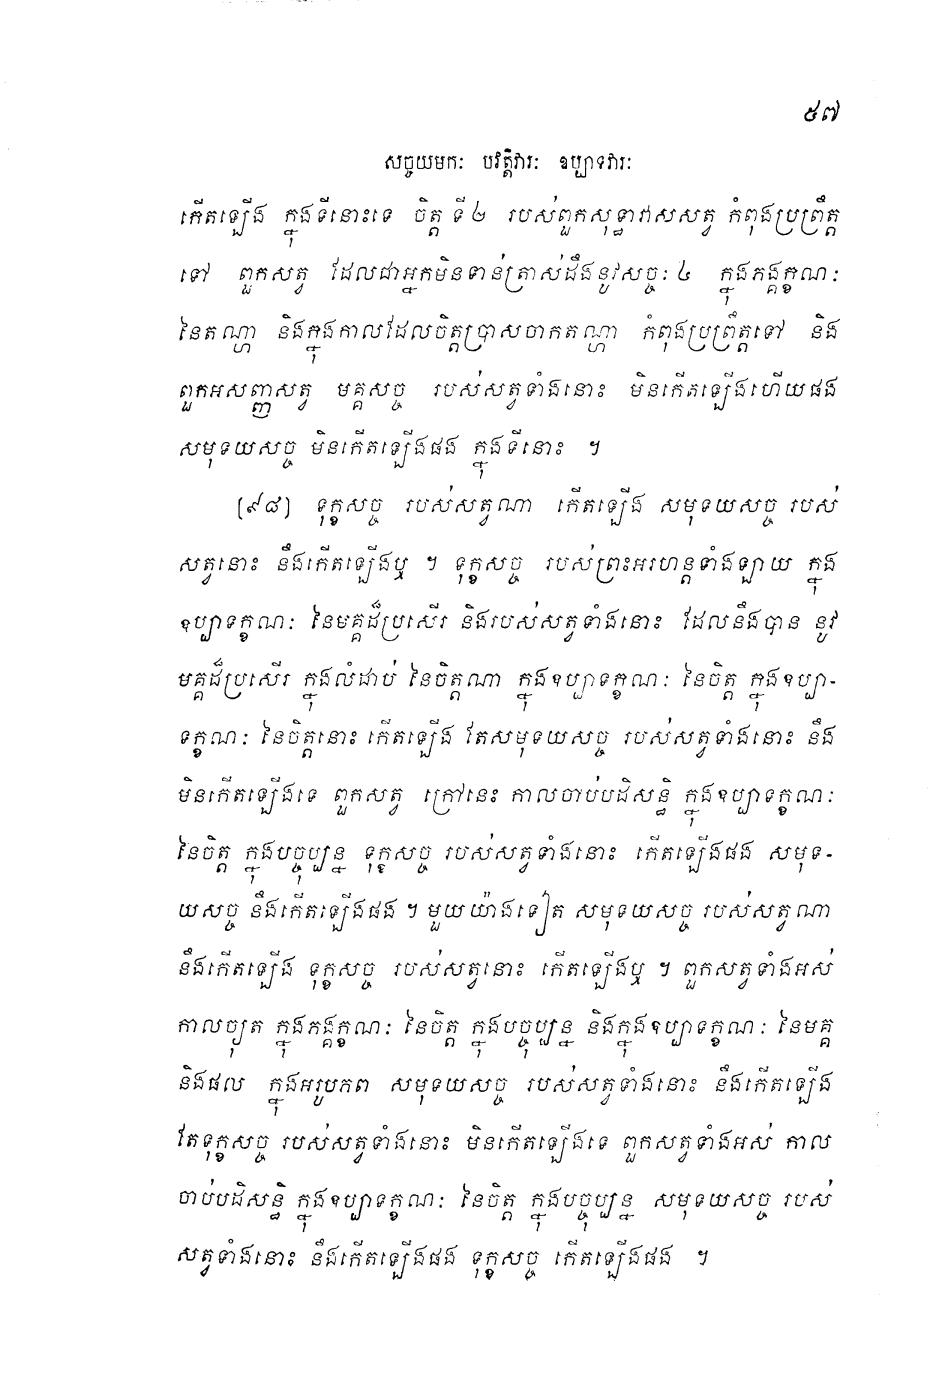 ៥៧
សច្ចយមកៈ បវត្តិវារៈ ឧប្បាទវារៈ
កើតឡើង ក្នុងទីនោះទេ ចិត្ត ទី២ របស់ពួកសុទ្ធាវាសសត្វ កំពុងប្រព្រឹត្ត
ទៅ ពួកសត្វ ដែលជាអ្នកមិនទាន់ត្រាស់ដឹងនូវសច្ចៈ ៤ ក្នុងភង្គក្ខណៈ
នៃតណ្ហា និងក្នុងកាលដែលចិត្តប្រាសចាកតណ្ហា កំពុងប្រព្រឹត្តទៅ និង
ពួកអសញ្ញសត្វ មគ្គសច្ច របស់សត្វទាំងនោះ មិនកើតឡើងហើយផង
សមុទយសច្ច មិនកើតឡើងផង ក្នុងទីនោះ ។
[៩៨] ទុក្ខសច្ច របស់សត្វណា កើតឡើង សមុទយសច្ច របស់
សត្វនោះ នឹងកើតឡើងឬ ។ ទុក្ខសច្ច របស់ព្រះអរហន្តទាំងឡាយ ក្នុង
ឧប្បាទក្ខណៈ នៃមគ្គដ៏ប្រសើរ និងរបស់សត្វទាំងនោះ ដែលនឹងបាន នូវ
មគ្គដ៏ប្រសើរ ក្នុងលំដាប់ នៃចិត្តណា ក្នុងឧប្បាទក្ខណៈ នៃចិត្ត ក្នុងឧប្បា-
ទក្ខណៈ នៃចិត្តនោះ កើតឡើង តែសមុទយសច្ច របស់សត្វទាំងនោះ នឹង
មិនកើតឡើងទេ ពួកសត្វ ក្រៅនេះ កាលចាប់បដិសន្ធិ ក្នុងឧប្បាទក្ខណៈ
នៃចិត្ត ក្នុងបច្ចុប្បន្ន ទុក្ខសច្ច របស់សត្វទាំងនោះ កើតឡើងផង សមុទ-
យសច្ច នឹងកើតឡើងផង ។ មួយយ៉ាងទៀត សមុទយសច្ច របស់សត្វណា
នឹងកើតឡើង ទុក្ខសច្ច របស់សត្វនោះ កើតឡើងឬ ។ ពួកសត្វទាំងអស់
កាលច្យុត ក្នុងភង្គក្ខណៈ នៃចិត្ត ក្នុងបច្ចុប្បន្ន និងក្នុងឧប្បាទក្ខណៈ នៃមគ្គ
និងផល ក្នុងអរូបភព សមុទយសច្ច របស់សត្វទាំងនោះ នឹងកើតឡើង
តែទុក្ខសច្ច របស់សត្វទាំងនោះ មិនកើតឡើងទេ ពួកសត្វទាំងអស់ កាល
ចាប់បដិសន្ធិ ក្នុងឧប្បាទក្ខណៈ នៃចិត្ត ក្នុងបច្ចុប្បន្ន សមុទយសច្ច របស់
សត្វទាំងនោះ នឹងកើតឡើងផង ទុក្ខសច្ច កើតឡើងផង ។